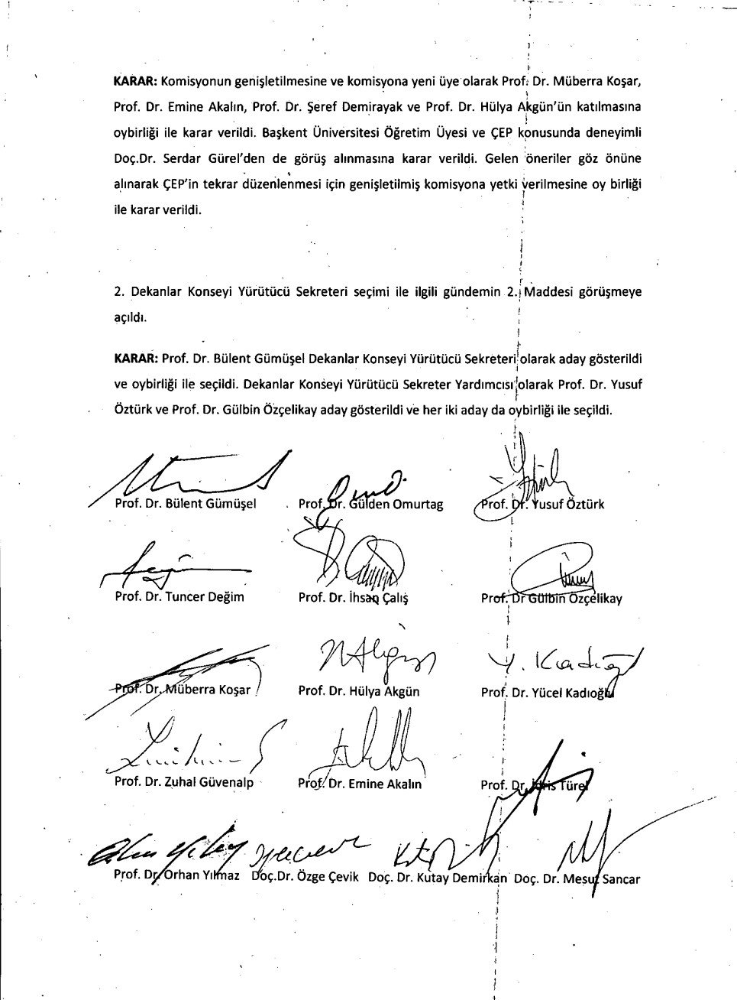 KARAR: Komisyonun genişletilmesine ve komisyona yeni üye olarak Prof. Dr. Müberra Koşar,
Prof. Dr. Emine Akalın, Prof. Dr. Şeref Demirayak ve Prof. Dr. Hülya Akgün'ün katılmasına
oybirliği ile karar verildi. Başkent Üniversitesi Öğretim Üyesi ve ÇEP konusunda deneyimli
Doç.Dr. Serdar Gürel'den de görüş alınmasına karar verildi. Gelen öneriler göz önüne
alınarak ÇEP'in tekrar düzenlenmesi için genişletilmiş komisyona yetki verilmesine oy birliği
ile karar verildi.
2. Dekanlar Konseyi Yürütücü Sekreteri seçimi ile ilgili gündemin 2. Maddesi görüşmeye
açıldı.
KARAR: Prof. Dr. Bülent Gümüşel Dekanlar Konseyi Yürütücü Sekreteri olarak aday gösterildi
ve oybirliği ile seçildi. Dekanlar Konseyi Yürütücü Sekreter Yardımcısı olarak Prof. Dr. Yusuf
Öztürk ve Prof. Dr. Gülbin Özçelikay aday gösterildi ve her iki aday da oybirliği ile seçildi.
Prof. Dr. Bülent Gümüşel Prof. Dr. Gülden Omurtag Prof. Dr. Yusuf Öztürk
Prof. Dr. Tuncer Değim Prof. Dr. İhsan Çalış Prof. Dr Gülbin Özçelikay
Y. Kadıoğlu
Prof. Dr. Müberra Koşar Prof. Dr. Hülya Akgün Prof. Dr. Yücel Kadıoğlu
Prof. Dr. Zuhal Güvenalp Prof. Dr. Emine Akalın Prof. Dr. İdris Türel
Prof. Dr. Orhan Yılmaz Doç.Dr. Özge Çevik Doç. Dr. Kutay Demirkan Doç. Dr. Mesut Sancar